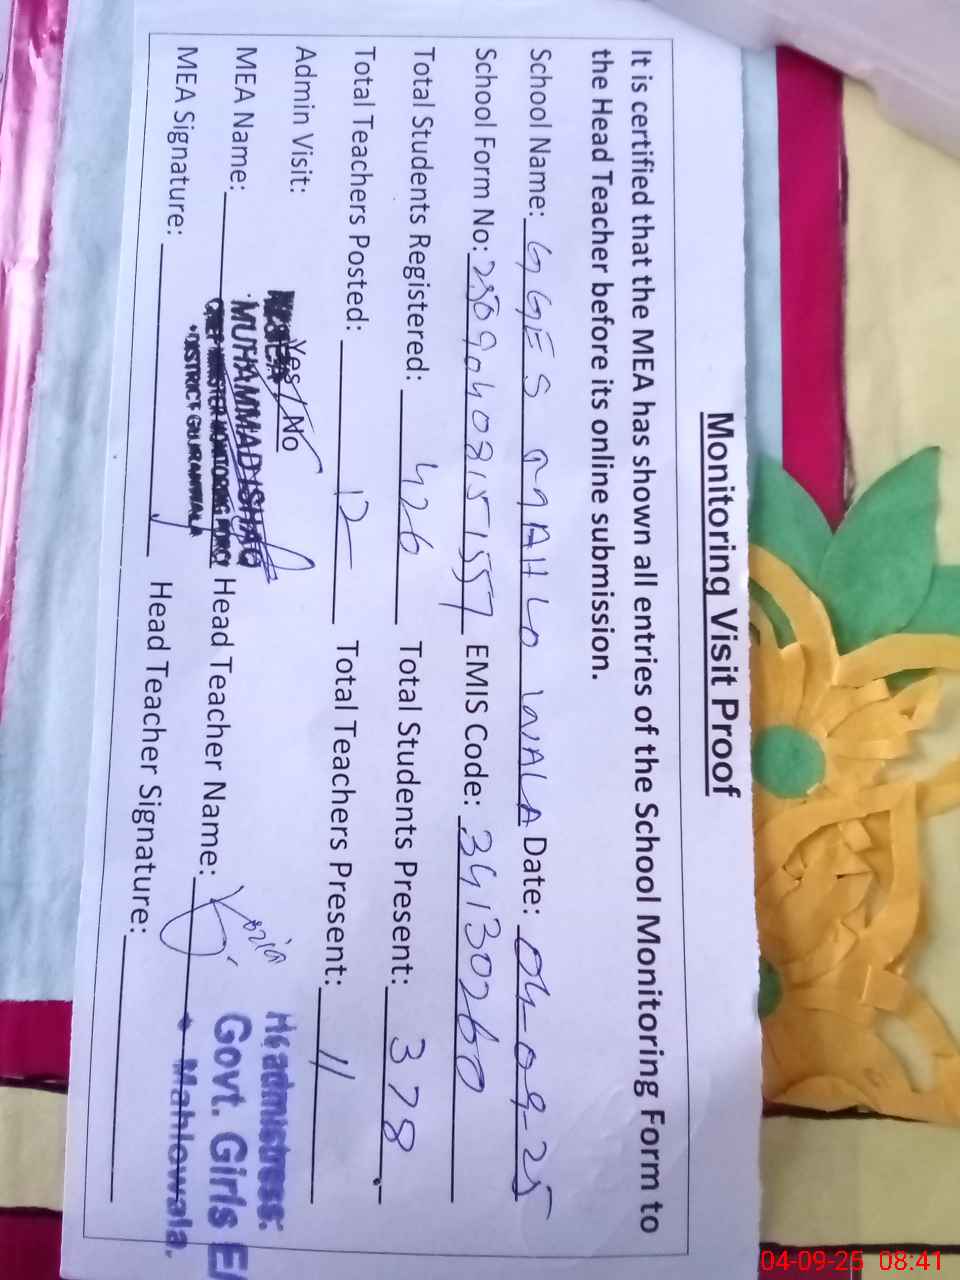 Monitoring Visit Proof
It is certified that the MEA has shown all entries of the School Monitoring Form to
the Head Teacher before its online submission.
School Name: GGES MAHLO WALA Date: 04-09-25
School Form No: EMIS Code: 34130260
Total Students Registered: 426 Total Students Present: 378
Total Teachers Posted: 12 Total Teachers Present: 11
Admin Visit: Yes / No
MEA Name: MUHAMMAD ISHAQ Head Teacher Name: Fozia
MEA Signature: DISTRICT GUJRANWALA Head Teacher Signature:
Headmistress:
Govt. Girls E
Mahlowala.
04-09-25 08:41